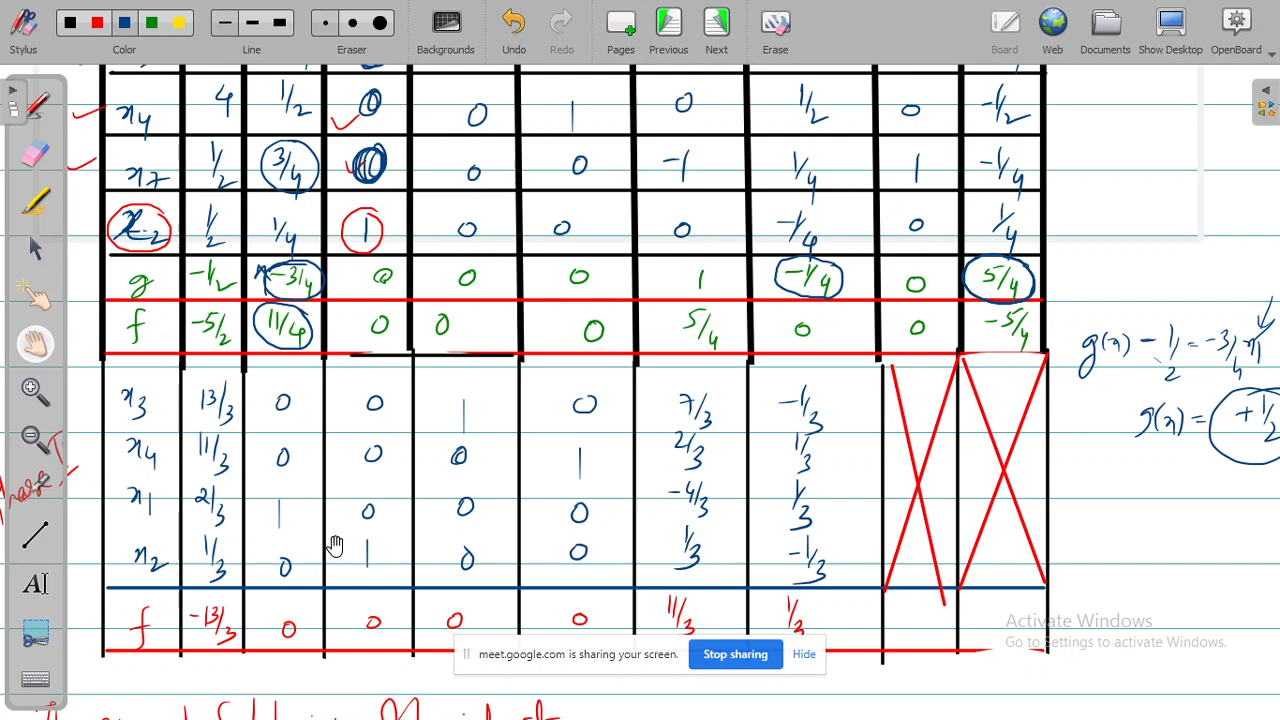 Stylus Color Line Eraser Backgrounds Undo Redo Pages Previous Next Erase Board Web Documents Show Desktop OpenBoard
x4 4 1/2 0 0 1 0 1/2 0 -1/2
x7 1/2 3/4 0 0 0 -1 1/4 1 -1/4
x2 1/2 1/4 1 0 0 0 -1/4 0 1/4
g -1/2 -3/4 0 0 0 1 -1/4 0 5/4
f -5/2 11/4 0 0 0 5/4 0 0 -5/4
g(x) - 1/2 = -3/4 x1
g(x) = +1/2
x3 13/3 0 0 1 0 7/3 -1/3
x4 11/3 0 0 0 1 2/3 1/3
x1 2/3 1 0 0 0 -4/3 1/3
x2 1/3 0 1 0 0 1/3 -1/3
f -13/3 0 0 0 0 11/3
Activate Windows
Go to Settings to activate Windows.
meet.google.com is sharing your screen. Stop sharing Hide